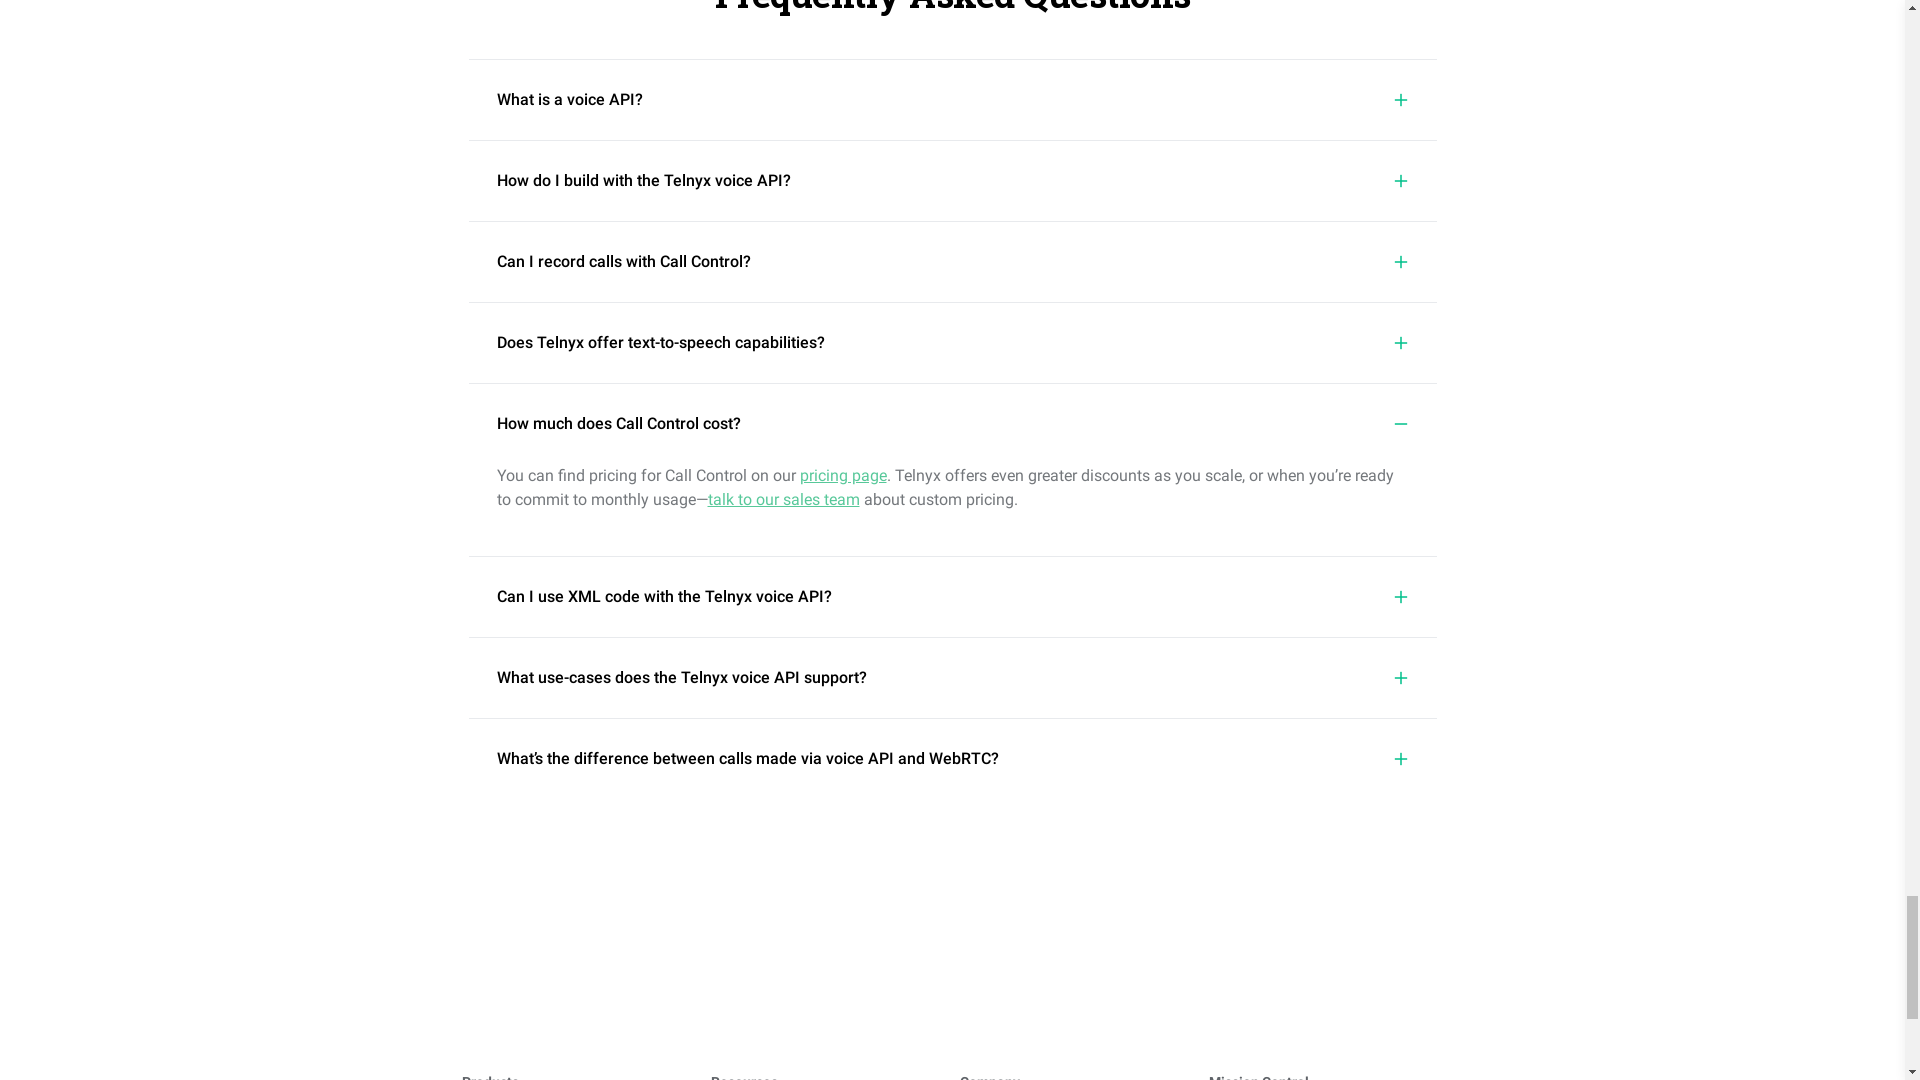 Frequently Asked Questions
What is a voice API?
How do I build with the Telnyx voice API?
Can I record calls with Call Control?
Does Telnyx offer text-to-speech capabilities?
How much does Call Control cost?
You can find pricing for Call Control on our pricing page. Telnyx offers even greater discounts as you scale, or when you’re ready
to commit to monthly usage—talk to our sales team about custom pricing.
Can I use XML code with the Telnyx voice API?
What use-cases does the Telnyx voice API support?
What’s the difference between calls made via voice API and WebRTC?
Products Resources Company Mission Control